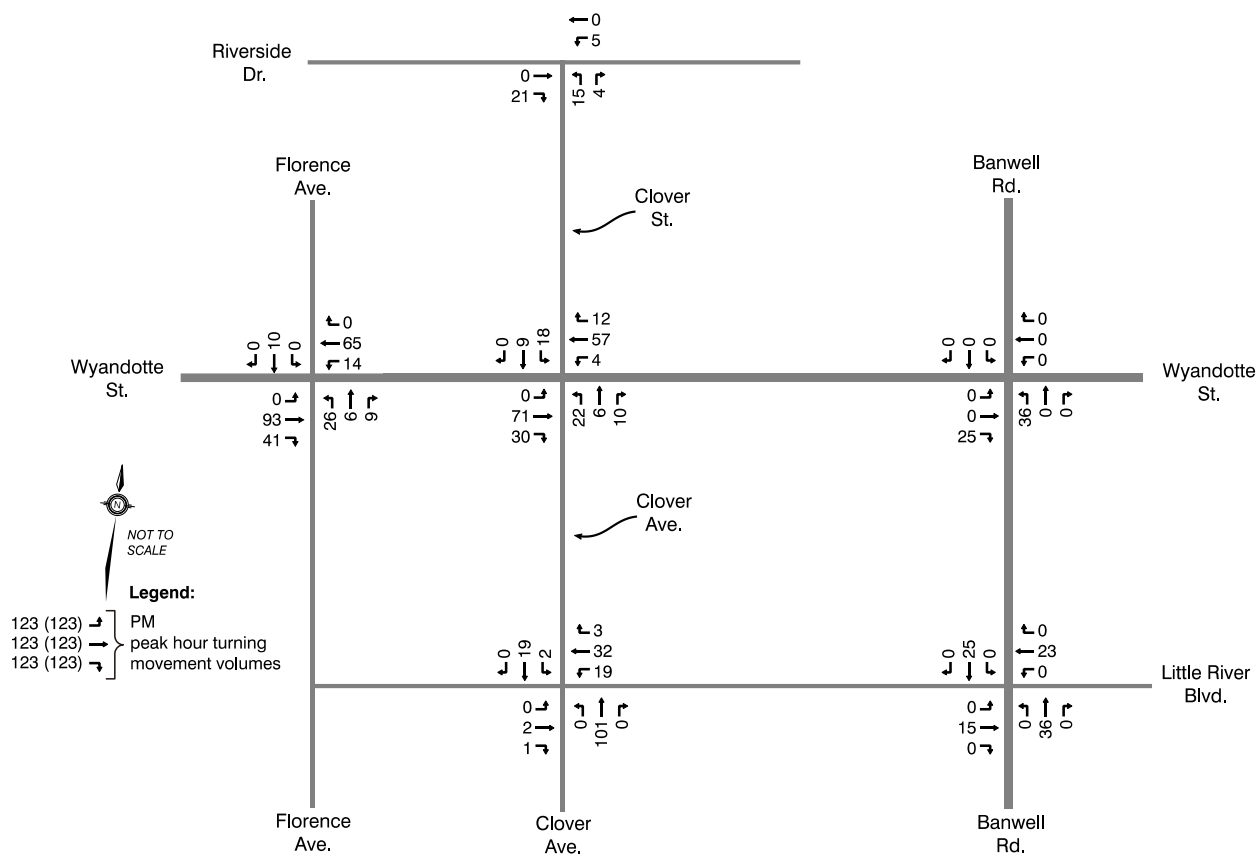 0
5
Riverside
Dr.
0
21
15
4
Florence
Ave.
Banwell
Rd.
Clover
St.
0
10
0
0
65
14
0
9
18
12
57
4
0
0
0
0
0
0
Wyandotte
St.
Wyandotte
St.
0
93
41
26
6
9
0
71
30
22
6
10
0
0
25
36
0
0
N
NOT TO
SCALE
Clover
Ave.
Legend:
123 (123)
PM
123 (123)
peak hour turning
123 (123)
movement volumes
0
19
2
3
32
19
0
25
0
0
23
0
Little River
Blvd.
0
2
1
0
101
0
0
15
0
0
36
0
Florence
Ave.
Clover
Ave.
Banwell
Rd.